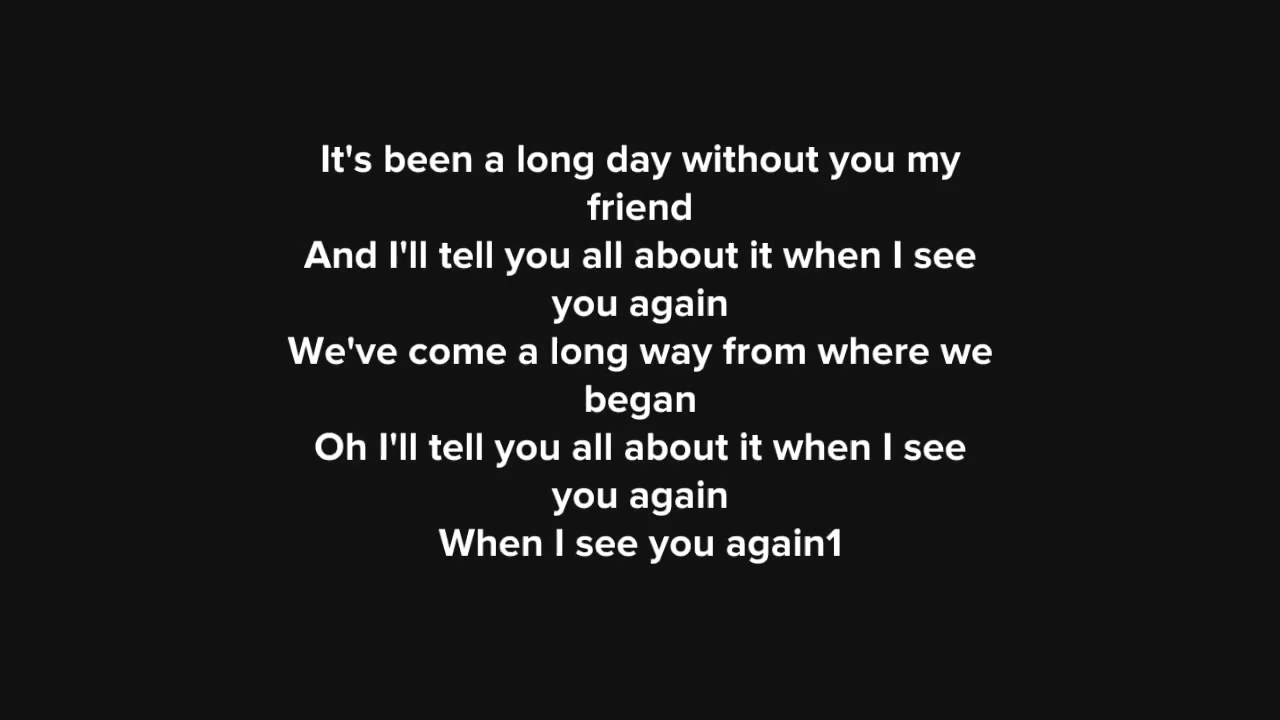 It's been a long day without you my
friend
And I'll tell you all about it when I see
you again
We've come a long way from where we
began
Oh I'll tell you all about it when I see
you again
When I see you again1